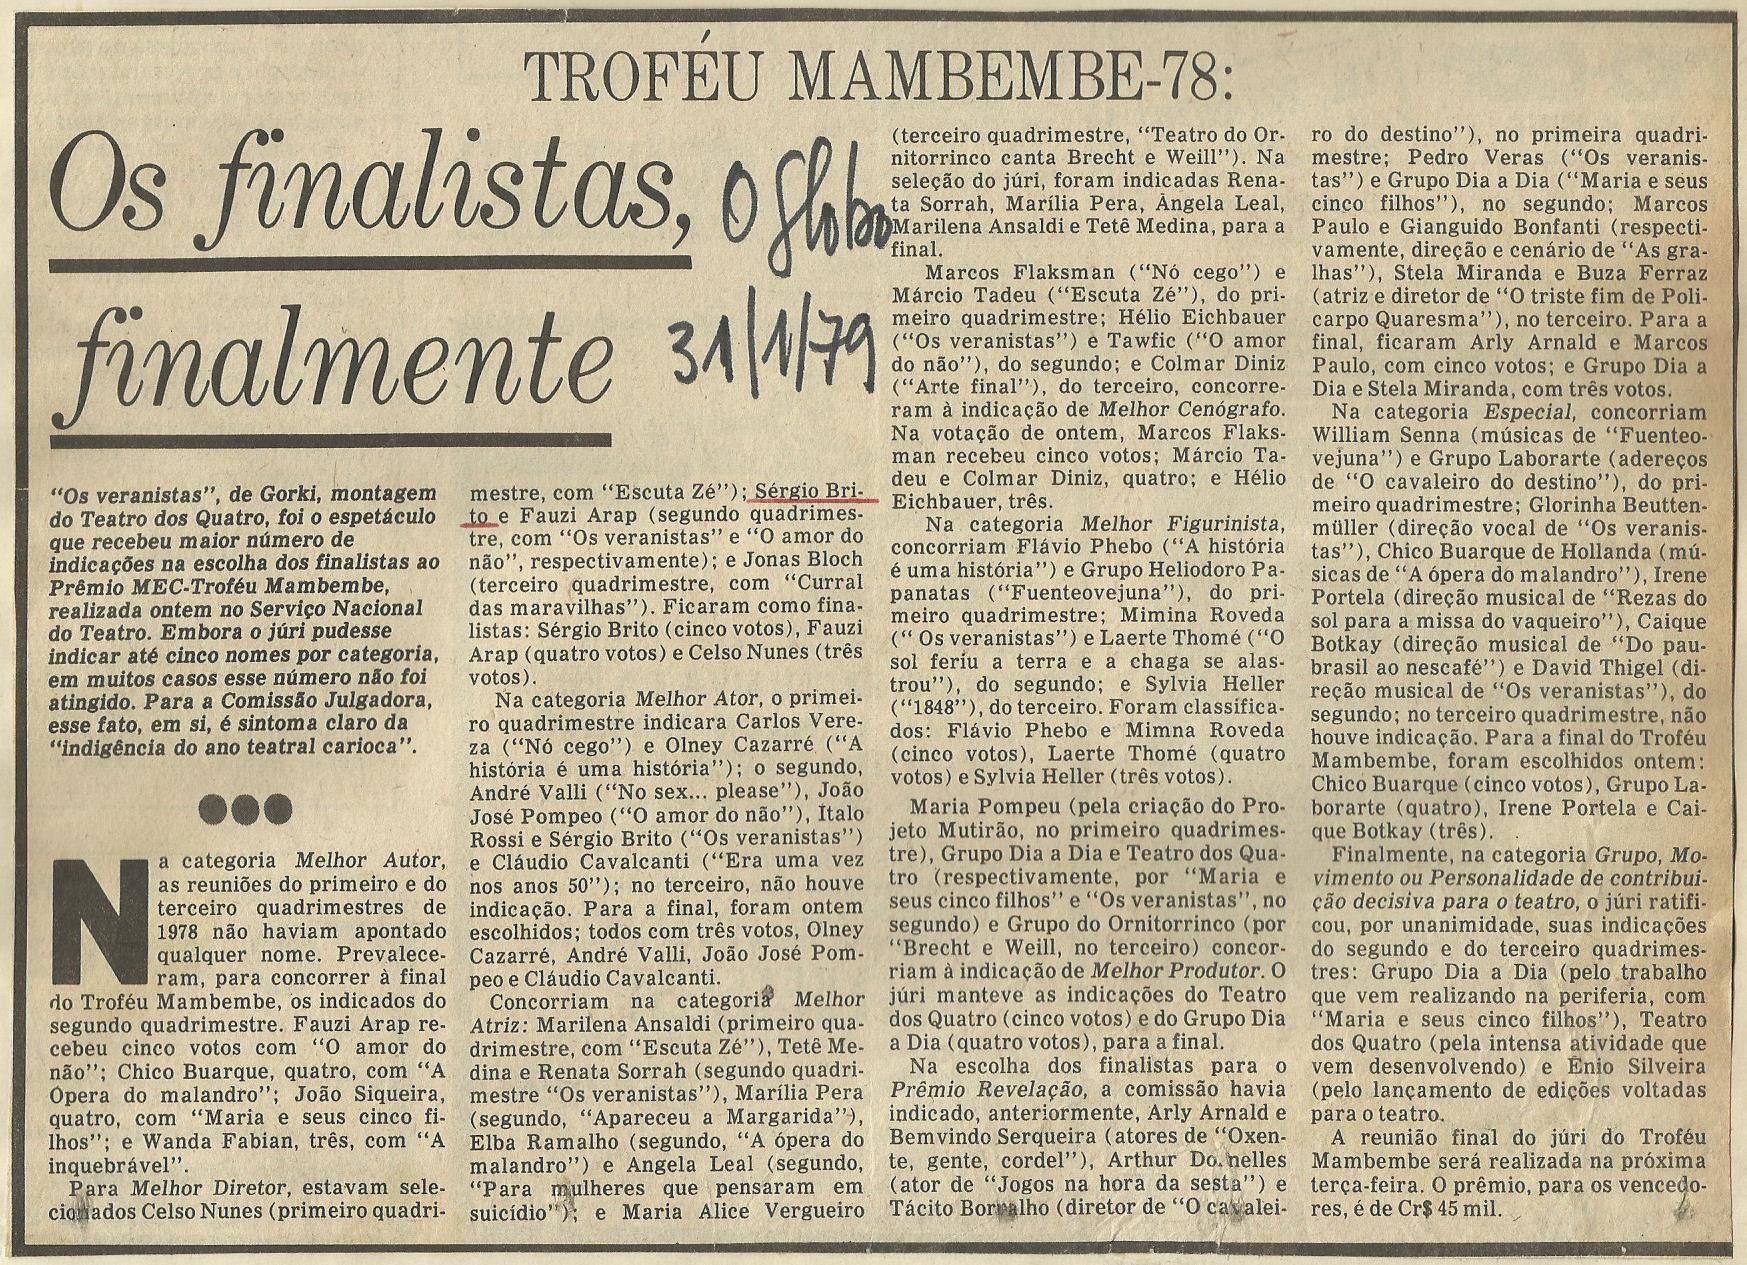 TROFÉU MAMBEMBE-78:
Os finalistas,
finalmente
O Globo
31/1/79
“Os veranistas”, de Gorki, montagem
do Teatro dos Quatro, foi o espetáculo
que recebeu maior número de
indicações na escolha dos finalistas ao
Prêmio MEC-Troféu Mambembe,
realizada ontem no Serviço Nacional
do Teatro. Embora o júri pudesse
indicar até cinco nomes por categoria,
em muitos casos esse número não foi
atingido. Para a Comissão Julgadora,
esse fato, em si, é sintoma claro da
“indigência do ano teatral carioca”.
Na categoria Melhor Autor,
as reuniões do primeiro e do
terceiro quadrimestres de
1978 não haviam apontado
qualquer nome. Prevalece-
ram, para concorrer à final
do Troféu Mambembe, os indicados do
segundo quadrimestre. Fauzi Arap re-
cebeu cinco votos com “O amor do
não”; Chico Buarque, quatro, com “A
Ópera do malandro”; João Siqueira,
quatro, com “Maria e seus cinco fi-
lhos”; e Wanda Fabian, três, com “A
inquebrável”.
Para Melhor Diretor, estavam sele-
cionados Celso Nunes (primeiro quadri-
mestre, com “Escuta Zé”); Sérgio Bri-
to e Fauzi Arap (segundo quadrimes-
tre, com “Os veranistas” e “O amor do
não”, respectivamente); e Jonas Bloch
(terceiro quadrimestre, com “Curral
das maravilhas”). Ficaram como fina-
listas: Sérgio Brito (cinco votos), Fauzi
Arap (quatro votos) e Celso Nunes (três
votos).
Na categoria Melhor Ator, o primei-
ro quadrimestre indicara Carlos Vere-
za (“Nó cego”) e Olney Cazarré (“A
história é uma história”); o segundo,
André Valli (“No sex... please”), João
José Pompeo (“O amor do não”), Ítalo
Rossi e Sérgio Brito (“Os veranistas”)
e Cláudio Cavalcanti (“Era uma vez
nos anos 50”); no terceiro, não houve
indicação. Para a final, foram ontem
escolhidos; todos com três votos, Olney
Cazarré, André Valli, João José Pom-
peo e Cláudio Cavalcanti.
Concorriam na categoria Melhor
Atriz: Marilena Ansaldi (primeiro qua-
drimestre, com “Escuta Zé”), Tetê Me-
dina e Renata Sorrah (segundo quadri-
mestre “Os veranistas”), Marília Pera
(segundo, “Apareceu a Margarida”),
Elba Ramalho (segundo, “A ópera do
malandro”) e Angela Leal (segundo,
“Para mulheres que pensaram em
suicídio”); e Maria Alice Vergueiro
(terceiro quadrimestre, “Teatro do Or-
nitorrinco canta Brecht e Weill”). Na
seleção do júri, foram indicadas Rena-
ta Sorrah, Marília Pera, Ângela Leal,
Marilena Ansaldi e Tetê Medina, para a
final.
Marcos Flaksman (“Nó cego”) e
Márcio Tadeu (“Escuta Zé”), do pri-
meiro quadrimestre; Hélio Eichbauer
(“Os veranistas”) e Tawfic (“O amor
do não”), do segundo; e Colmar Diniz
(“Arte final”), do terceiro, concorre-
ram à indicação de Melhor Cenógrafo.
Na votação de ontem, Marcos Flaks-
man recebeu cinco votos; Márcio Ta-
deu e Colmar Diniz, quatro; e Hélio
Eichbauer, três.
Na categoria Melhor Figurinista,
concorriam Flávio Phebo (“A história
é uma história”) e Grupo Heliodoro Pa-
panatas (“Fuenteovejuna”), do pri-
meiro quadrimestre; Mimina Roveda
(“Os veranistas”) e Laerte Thomé (“O
sol feriu a terra e a chaga se alas-
trou”), do segundo; e Sylvia Heller
(“1848”), do terceiro. Foram classifica-
dos: Flávio Phebo e Mimna Roveda
(cinco votos), Laerte Thomé (quatro
votos) e Sylvia Heller (três votos).
Maria Pompeu (pela criação do Pro-
jeto Mutirão, no primeiro quadrimes-
tre), Grupo Dia a Dia e Teatro dos Qua-
tro (respectivamente, por “Maria e
seus cinco filhos” e “Os veranistas”, no
segundo) e Grupo do Ornitorrinco (por
“Brecht e Weill, no terceiro) concor-
riam à indicação de Melhor Produtor. O
júri manteve as indicações do Teatro
dos Quatro (cinco votos) e do Grupo Dia
a Dia (quatro votos), para a final.
Na escolha dos finalistas para o
Prêmio Revelação, a comissão havia
indicado, anteriormente, Arly Arnald e
Bemvindo Serqueira (atores de “Oxen-
te, gente, cordel”), Arthur Dornelles
(ator de “Jogos na hora da sesta”) e
Tácito Borralho (diretor de “O cavalei-
ro do destino”), no primeira quadri-
mestre; Pedro Veras (“Os veranis-
tas”) e Grupo Dia a Dia (“Maria e seus
cinco filhos”), no segundo; Marcos
Paulo e Gianguido Bonfanti (respecti-
vamente, direção e cenário de “As gra-
lhas”), Stela Miranda e Buza Ferraz
(atriz e diretor de “O triste fim de Poli-
carpo Quaresma”), no terceiro. Para a
final, ficaram Arly Arnald e Marcos
Paulo, com cinco votos; e Grupo Dia a
Dia e Stela Miranda, com três votos.
Na categoria Especial, concorriam
William Senna (músicas de “Fuenteo-
vejuna”) e Grupo Laborarte (adereços
de “O cavaleiro do destino”), do pri-
meiro quadrimestre; Glorinha Beutten-
müller (direção vocal de “Os veranis-
tas”), Chico Buarque de Hollanda (mú-
sicas de “A ópera do malandro”), Irene
Portela (direção musical de “Rezas do
sol para a missa do vaqueiro”), Caique
Botkay (direção musical de “Do pau-
brasil ao nescafé”) e David Thigel (di-
reção musical de “Os veranistas”), do
segundo; no terceiro quadrimestre, não
houve indicação. Para a final do Troféu
Mambembe, foram escolhidos ontem:
Chico Buarque (cinco votos), Grupo La-
borarte (quatro), Irene Portela e Cai-
que Botkay (três).
Finalmente, na categoria Grupo, Mo-
vimento ou Personalidade de contribui-
ção decisiva para o teatro, o júri ratifi-
cou, por unanimidade, suas indicações
do segundo e do terceiro quadrimes-
tres: Grupo Dia a Dia (pelo trabalho
que vem realizando na periferia, com
“Maria e seus cinco filhos”), Teatro
dos Quatro (pela intensa atividade que
vem desenvolvendo) e Ênio Silveira
(pelo lançamento de edições voltadas
para o teatro.
A reunião final do júri do Troféu
Mambembe será realizada na próxima
terça-feira. O prêmio, para os vencedo-
res, é de Cr$ 45 mil.